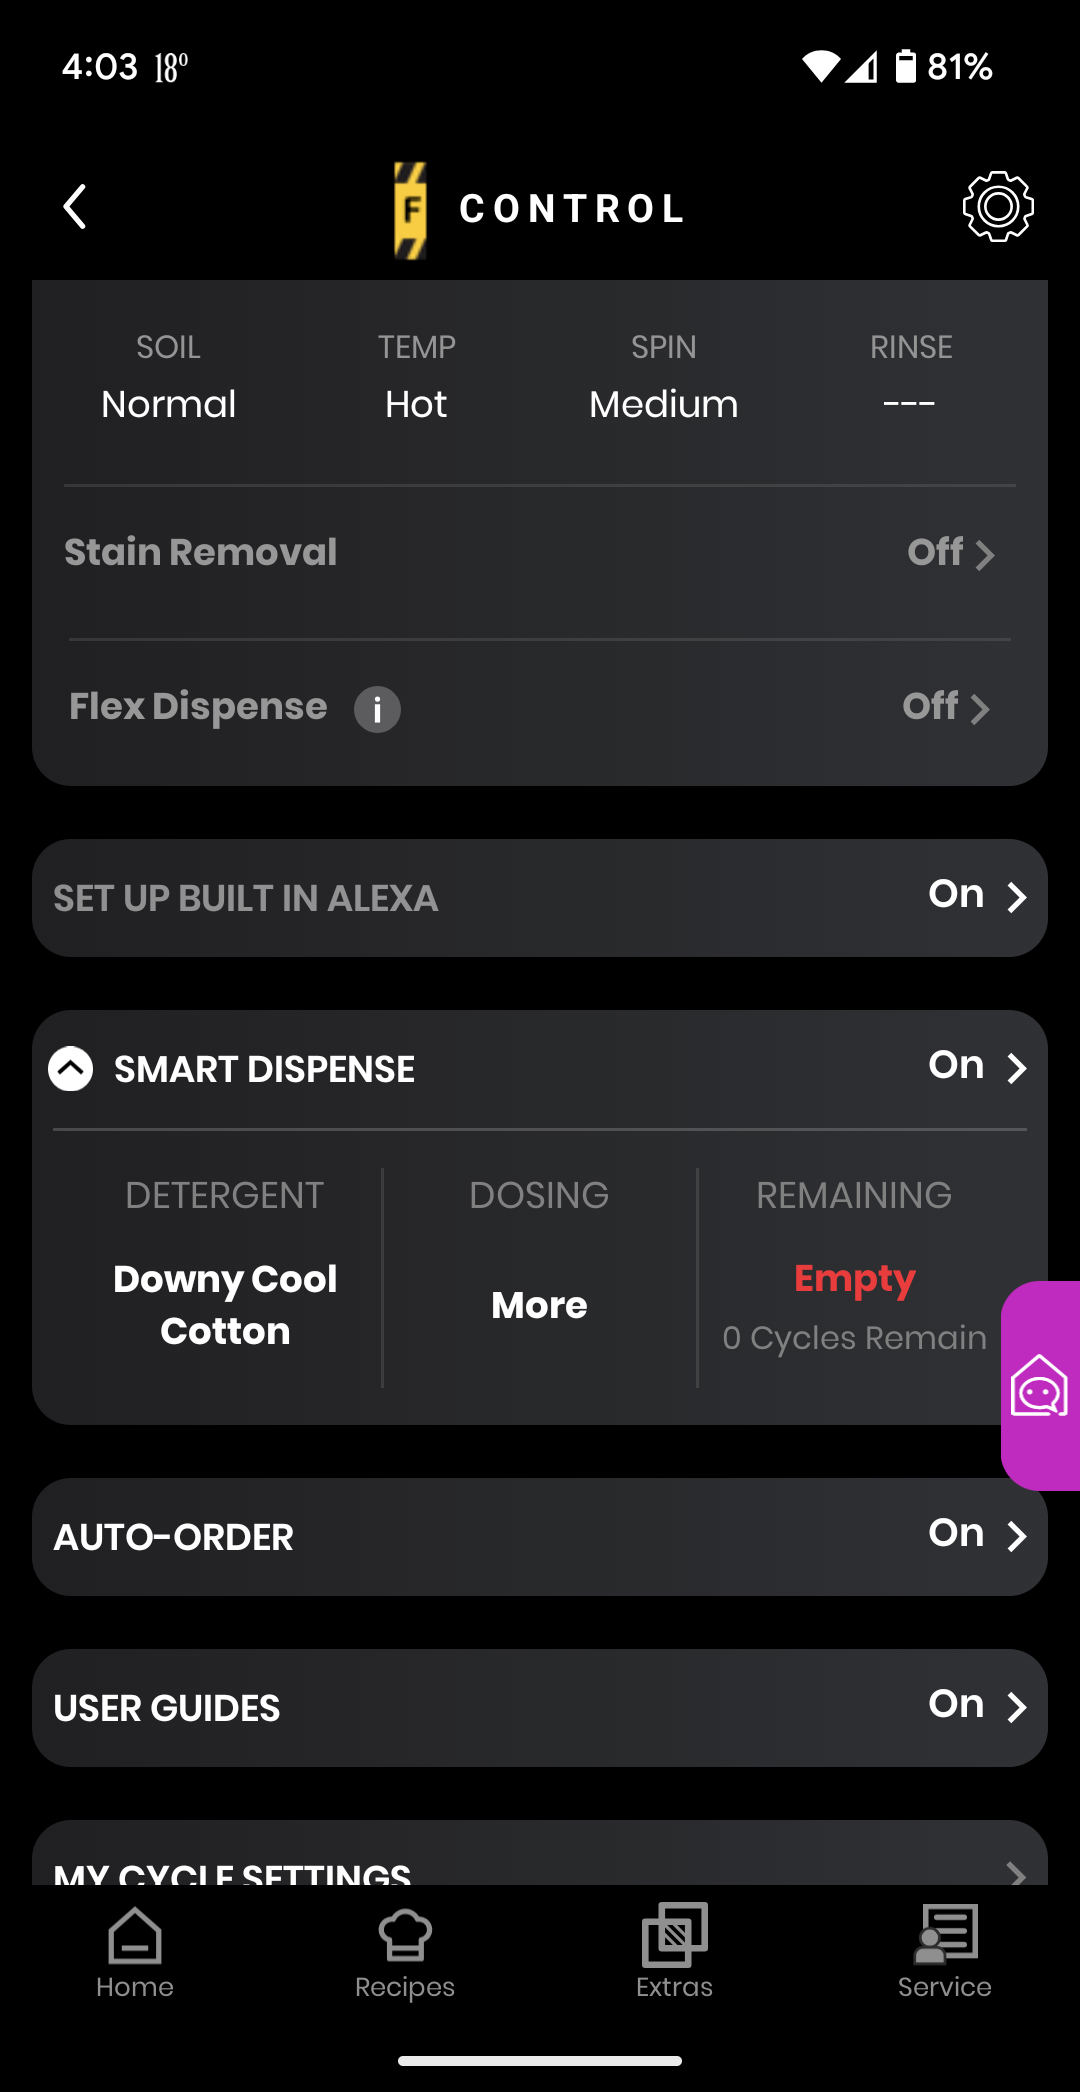 4:03 18° 81%
F CONTROL
SOIL TEMP SPIN RINSE
Normal Hot Medium ---
Stain Removal Off
Flex Dispense i Off
SET UP BUILT IN ALEXA On
SMART DISPENSE On
DETERGENT DOSING REMAINING
Downy Cool Cotton More Empty
0 Cycles Remain
AUTO-ORDER On
USER GUIDES On
MY CYCLE SETTINGS
Home Recipes Extras Service